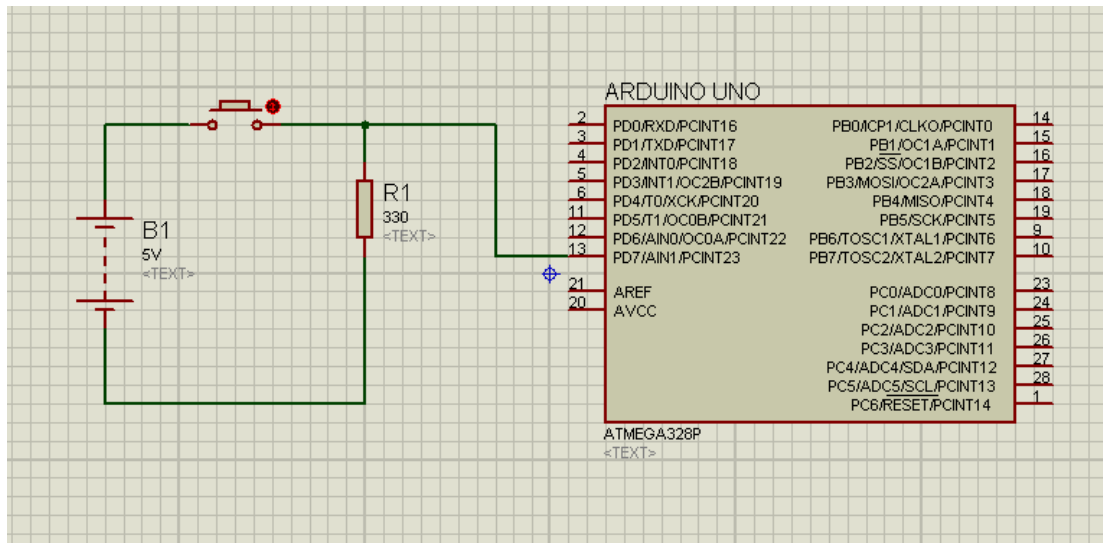 ARDUINO UNO
2 PD0/RXD/PCINT16 PB0/ICP1/CLKO/PCINT0 14
3 PD1/TXD/PCINT17 PB1/OC1A/PCINT1 15
4 PD2/INT0/PCINT18 PB2/SS/OC1B/PCINT2 16
5 PD3/INT1/OC2B/PCINT19 PB3/MOSI/OC2A/PCINT3 17
6 PD4/T0/XCK/PCINT20 PB4/MISO/PCINT4 18
11 PD5/T1/OC0B/PCINT21 PB5/SCK/PCINT5 19
12 PD6/AIN0/OC0A/PCINT22 PB6/TOSC1/XTAL1/PCINT6 9
13 PD7/AIN1/PCINT23 PB7/TOSC2/XTAL2/PCINT7 10
21 AREF PC0/ADC0/PCINT8 23
20 AVCC PC1/ADC1/PCINT9 24
PC2/ADC2/PCINT10 25
PC3/ADC3/PCINT11 26
PC4/ADC4/SDA/PCINT12 27
PC5/ADC5/SCL/PCINT13 28
PC6/RESET/PCINT14 1
ATMEGA328P
<TEXT>
R1
330
<TEXT>
B1
5V
<TEXT>